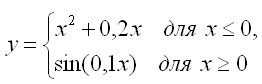 y = { x² + 0,2x для x ≤ 0,
sin(0,1x) для x ≥ 0